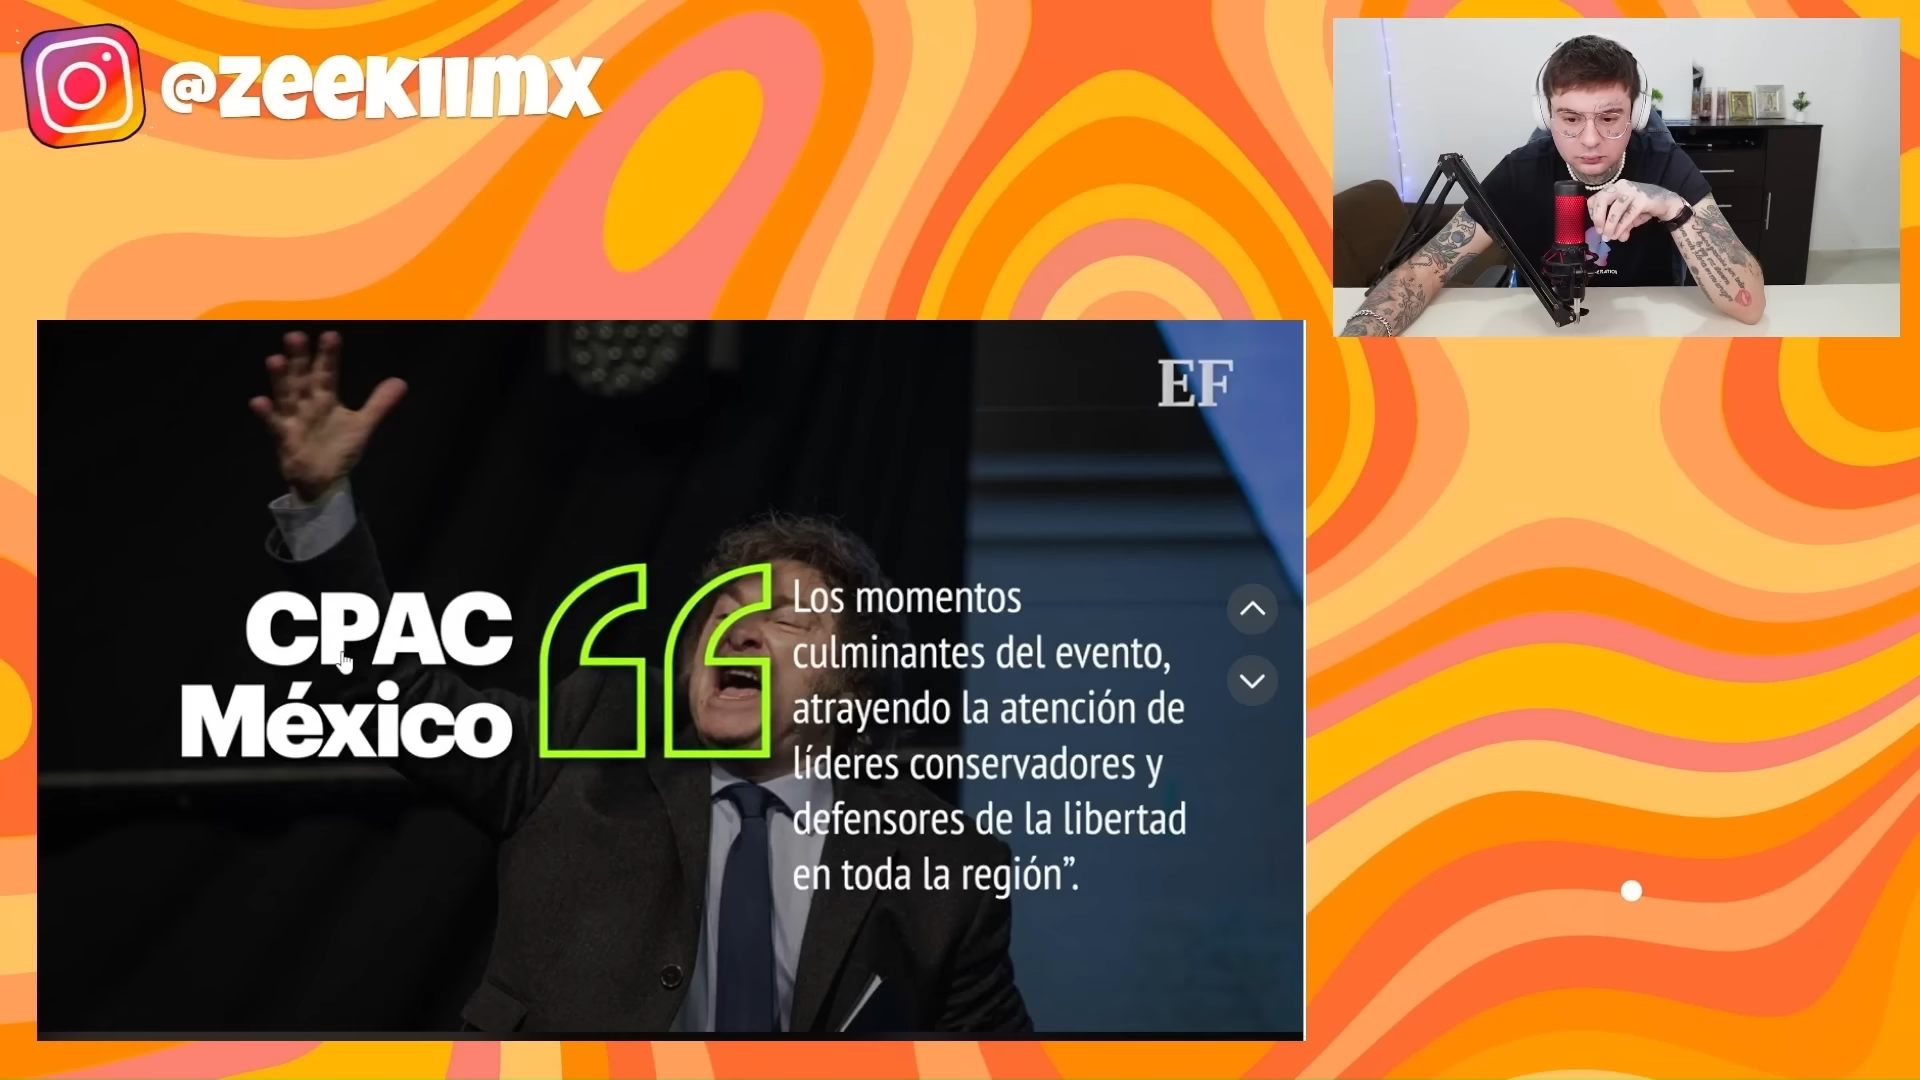 @zeekiimx
EF
CPAC
México
“
Los momentos
culminantes del evento,
atrayendo la atención de
líderes conservadores y
defensores de la libertad
en toda la región”.